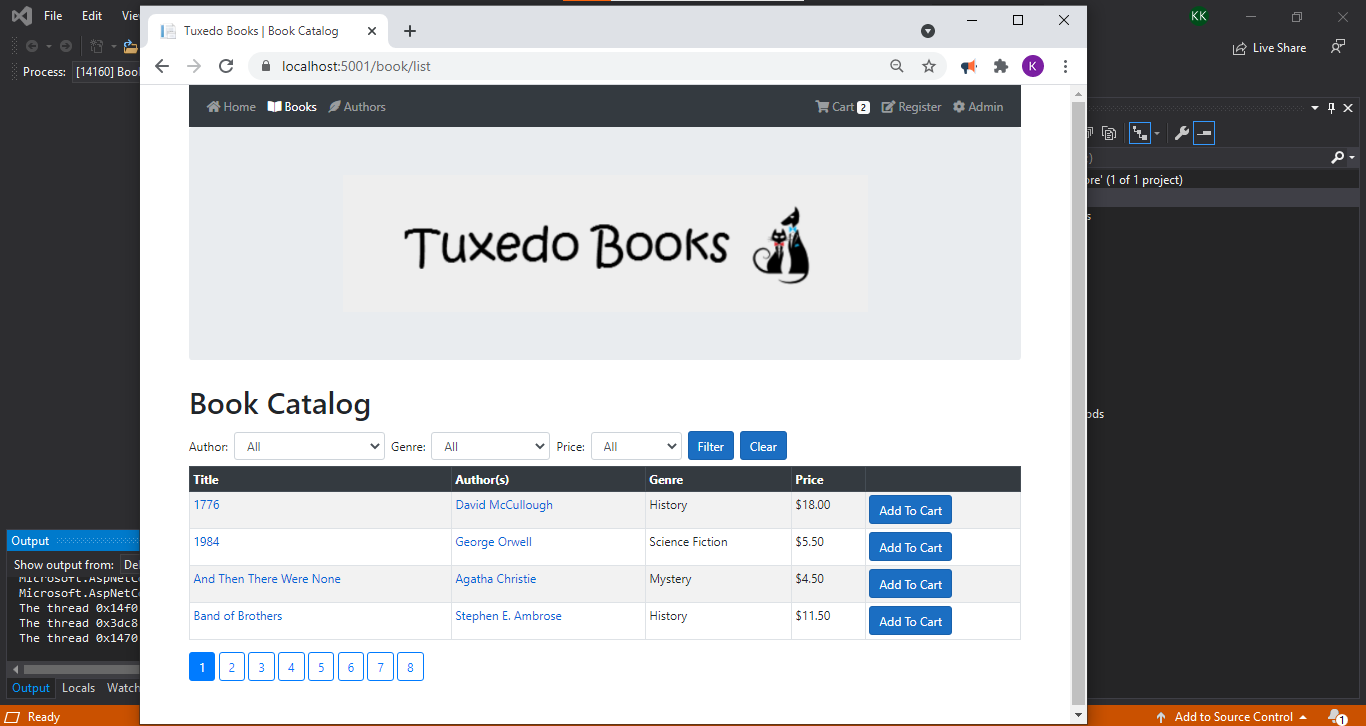 File Edit Vie
KK
Tuxedo Books | Book Catalog
Live Share
Process: [14160] Boo
localhost:5001/book/list
K
Home Books Authors Cart 2 Register Admin
ore' (1 of 1 project)
s
Tuxedo Books
Book Catalog
ods
Author: All Genre: All Price: All Filter Clear
Title Author(s) Genre Price
1776 David McCullough History $18.00 Add To Cart
1984 George Orwell Science Fiction $5.50 Add To Cart
And Then There Were None Agatha Christie Mystery $4.50 Add To Cart
Band of Brothers Stephen E. Ambrose History $11.50 Add To Cart
1 2 3 4 5 6 7 8
Output
Show output from: De
Microsoft.AspNetCo
Microsoft.AspNetCo
The thread 0x14f0
The thread 0x3dc8
The thread 0x1470
Output Locals Watch
Ready
Add to Source Control
1